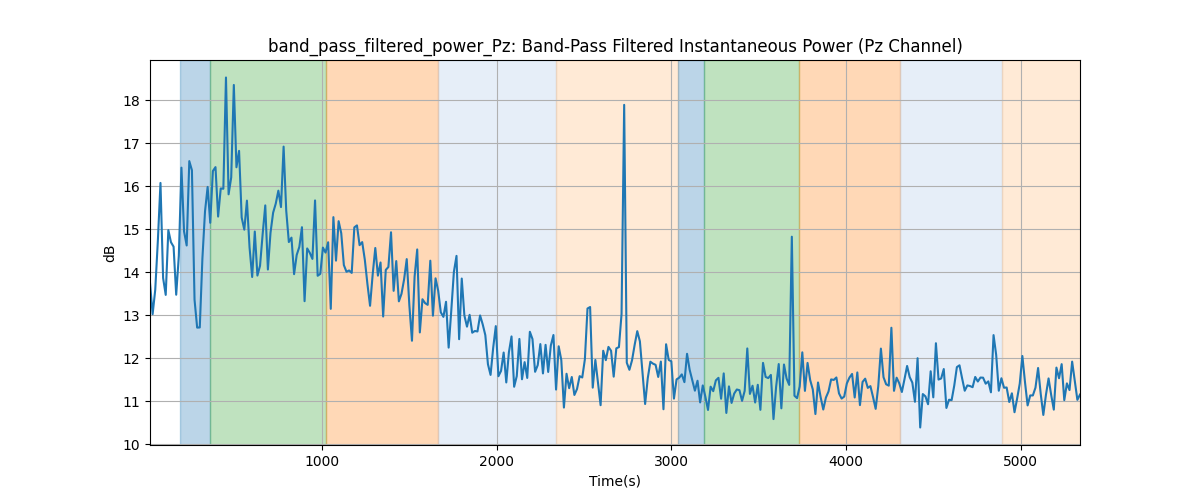 band_pass_filtered_power_Pz: Band-Pass Filtered Instantaneous Power (Pz Channel)
18
17
16
15
14
13
12
11
10
dB
1000 2000 3000 4000 5000
Time(s)